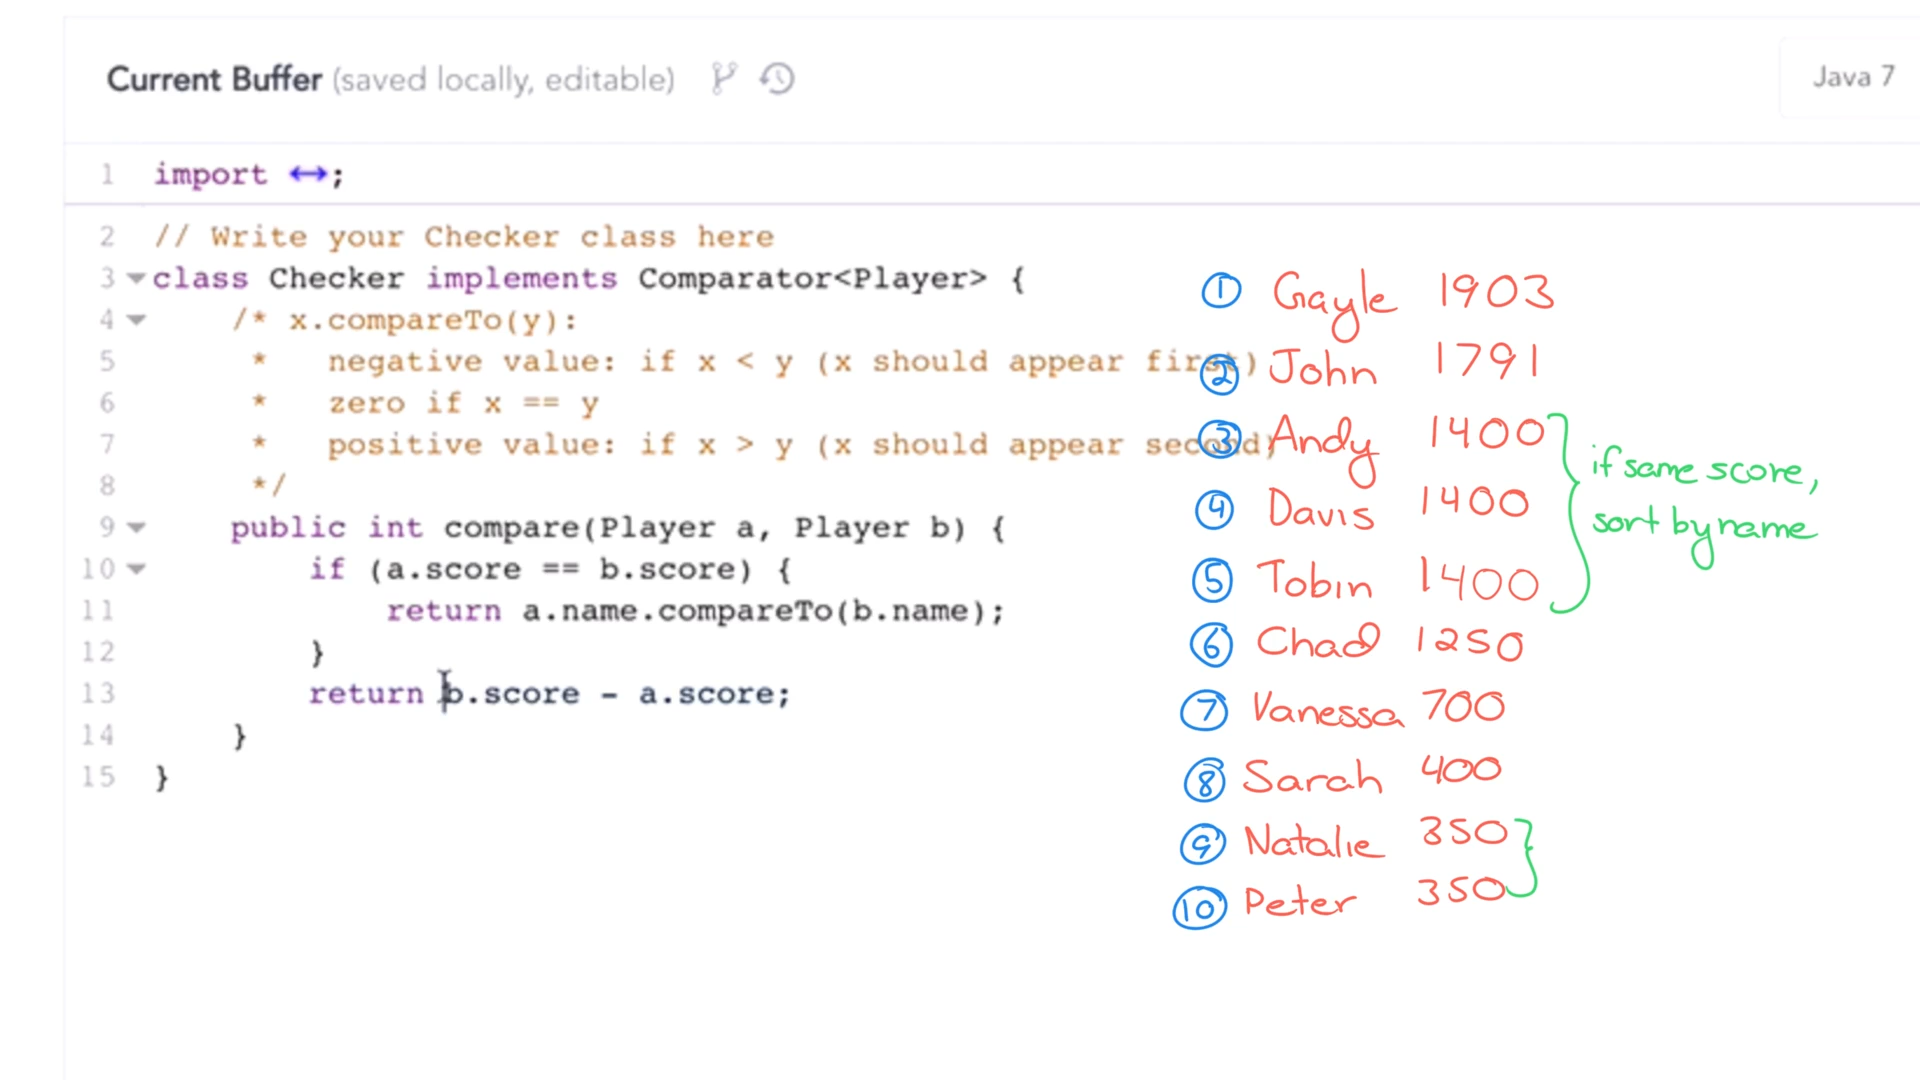 Current Buffer (saved locally, editable)
Java 7
1 import ↔;
2 // Write your Checker class here
3 class Checker implements Comparator<Player> {
4 /* x.compareTo(y):
5 * negative value: if x < y (x should appear first)
6 * zero if x == y
7 * positive value: if x > y (x should appear second)
8 */
9 public int compare(Player a, Player b) {
10 if (a.score == b.score) {
11 return a.name.compareTo(b.name);
12 }
13 return b.score - a.score;
14 }
15 }
1 Gayle 1903
2 John 1791
3 Andy 1400
4 Davis 1400
5 Tobin 1400
if same score,
sort by name
6 Chad 1250
7 Vanessa 700
8 Sarah 400
9 Natalie 350
10 Peter 350